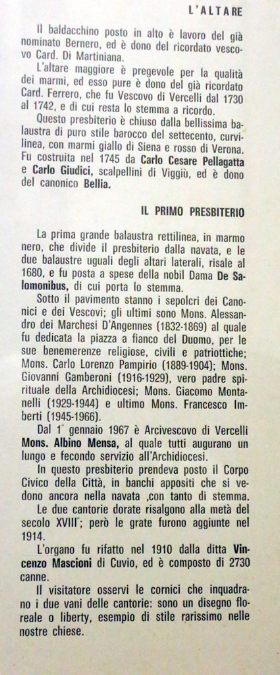 L'ALTARE
Il baldacchino posto in alto è lavoro del già
nominato Bernero, ed è dono del ricordato vesco-
vo Card. Di Martiniana.
L'altare maggiore è pregevole per la qualità
dei marmi, ed esso pure è dono del già ricordato
Card. Ferrero, che fu Vescovo di Vercelli dal 1730
al 1742, e di cui resta lo stemma a ricordo.
Questo presbiterio è chiuso dalla bellissima ba-
laustra di puro stile barocco del settecento, curvi-
linea, con marmi giallo di Siena e rosso di Verona.
Fu costruita nel 1745 da Carlo Cesare Pellagatta
e Carlo Giudici, scalpellini di Viggiù, ed è dono
del canonico Bellia.
IL PRIMO PRESBITERIO
La prima grande balaustra rettilinea, in marmo
nero, che divide il presbiterio dalla navata, e le
due balaustre uguali degli altari laterali, risale al
1680, e fu posta a spese della nobil Dama De Sa-
lomonibus, di cui porta lo stemma.
Sotto il pavimento stanno i sepolcri dei Cano-
nici e dei Vescovi; gli ultimi sono Mons. Alessan-
dro dei Marchesi D'Angennes (1832-1869) al quale
fu dedicata la piazza a fianco del Duomo, per le
sue benemerenze religiose, civili e patriottiche;
Mons. Carlo Lorenzo Pampirio (1889-1904); Mons.
Giovanni Gamberoni (1916-1929), vero padre spi-
rituale della Archidiocesi; Mons. Giacomo Monta-
nelli (1929-1944) e ultimo Mons. Francesco Im-
berti (1945-1966).
Dal 1° gennaio 1967 è Arcivescovo di Vercelli
Mons. Albino Mensa, al quale tutti augurano un
lungo e fecondo servizio all'Archidiocesi.
In questo presbiterio prendeva posto il Corpo
Civico della Città, in banchi appositi che si ve-
dono ancora nella navata ,con tanto di stemma.
Le due cantorie dorate risalgono alla metà del
secolo XVIII°; però le grate furono aggiunte nel
1914.
L'organo fu rifatto nel 1910 dalla ditta Vin-
cenzo Mascioni di Cuvio, ed è composto di 2730
canne.
Il visitatore osservi le cornici che inquadra-
no i due vani delle cantorie: sono un disegno flo-
reale o liberty, esempio di stile rarissimo nelle
nostre chiese.